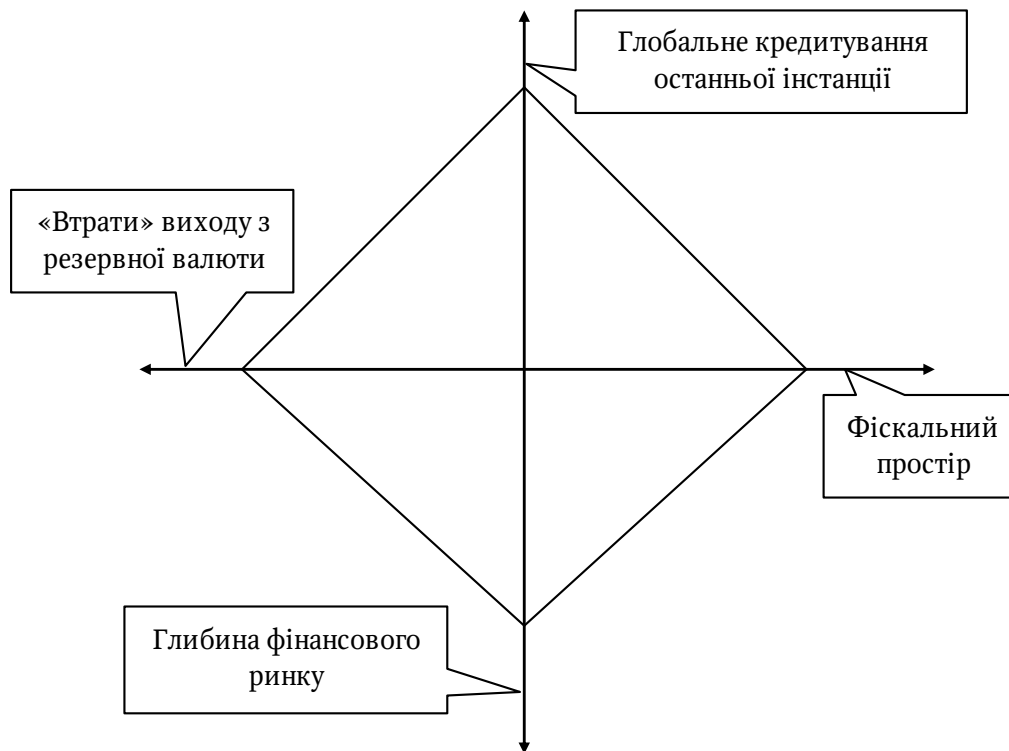 Глобальне кредитування
останньої інстанції
«Втрати» виходу з
резервної валюти
Фіскальний
простір
Глибина фінансового
ринку